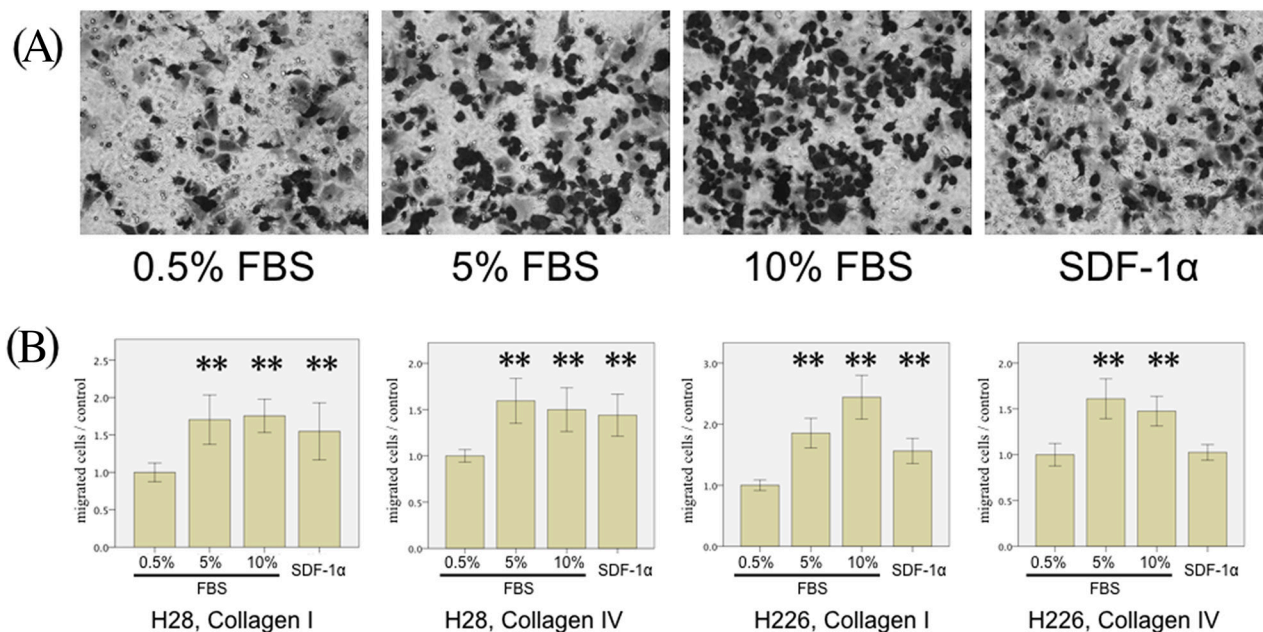 (A)
0.5% FBS
5% FBS
10% FBS
SDF-1α
(B)
migrated cells / control
2.5
2.0
1.5
1.0
0.5
0.0
**
**
**
0.5%
5%
10%
SDF-1α
FBS
H28, Collagen I
migrated cells / control
2.0
1.5
1.0
0.5
0.0
**
**
**
0.5%
5%
10%
SDF-1α
FBS
H28, Collagen IV
migrated cells / control
3.0
2.0
1.0
0.0
**
**
**
0.5%
5%
10%
SDF-1α
FBS
H226, Collagen I
migrated cells / control
2.0
1.5
1.0
0.5
0.0
**
**
0.5%
5%
10%
SDF-1α
FBS
H226, Collagen IV